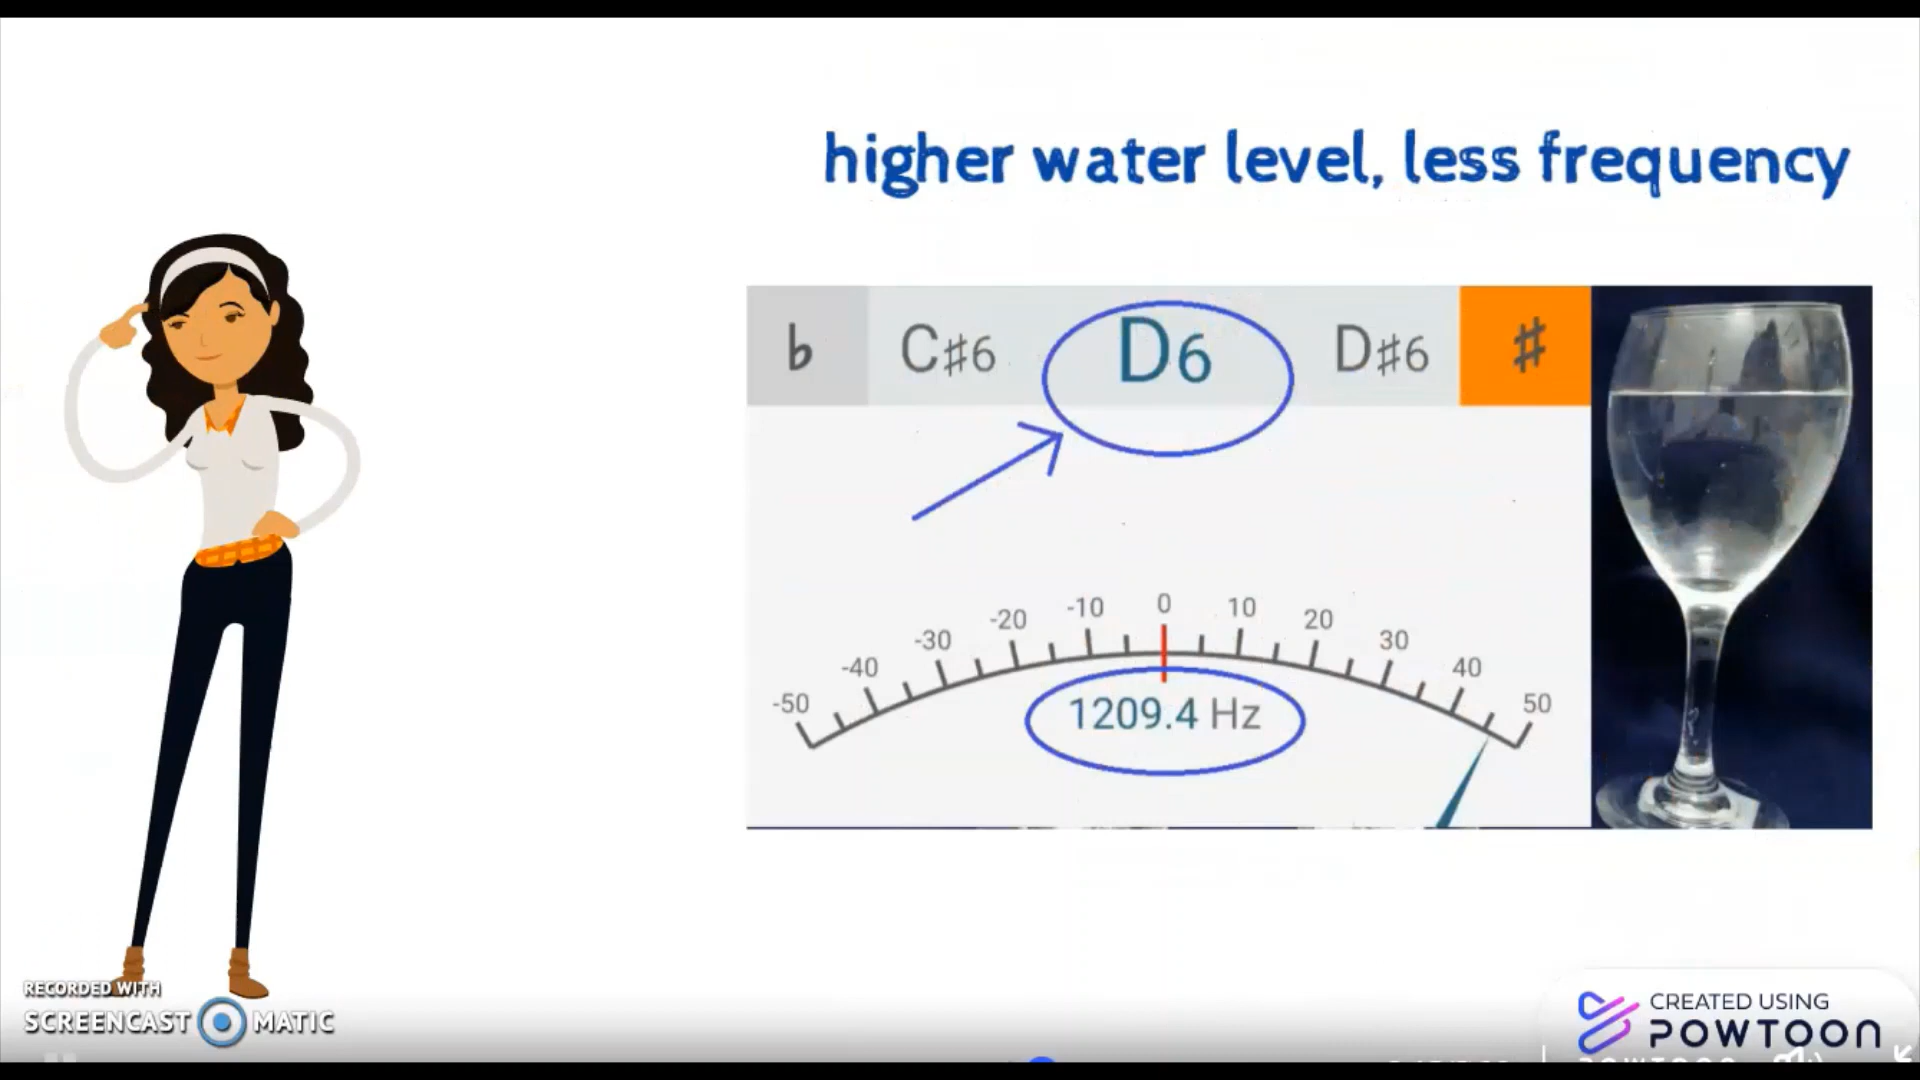 higher water level, less frequency
♭ C♯6 D6 D♯6 ♯
-50 -40 -30 -20 -10 0 10 20 30 40 50
1209.4 Hz
RECORDED WITH
SCREENCAST MATIC
CREATED USING
POWTOON